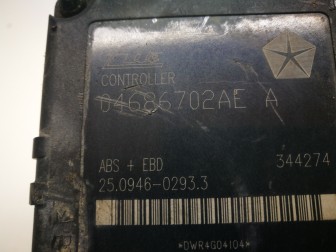 CONTROLLER
04686702AE A
ABS + EBD 344274
25.0946-0293.3
*DWR4G04104*